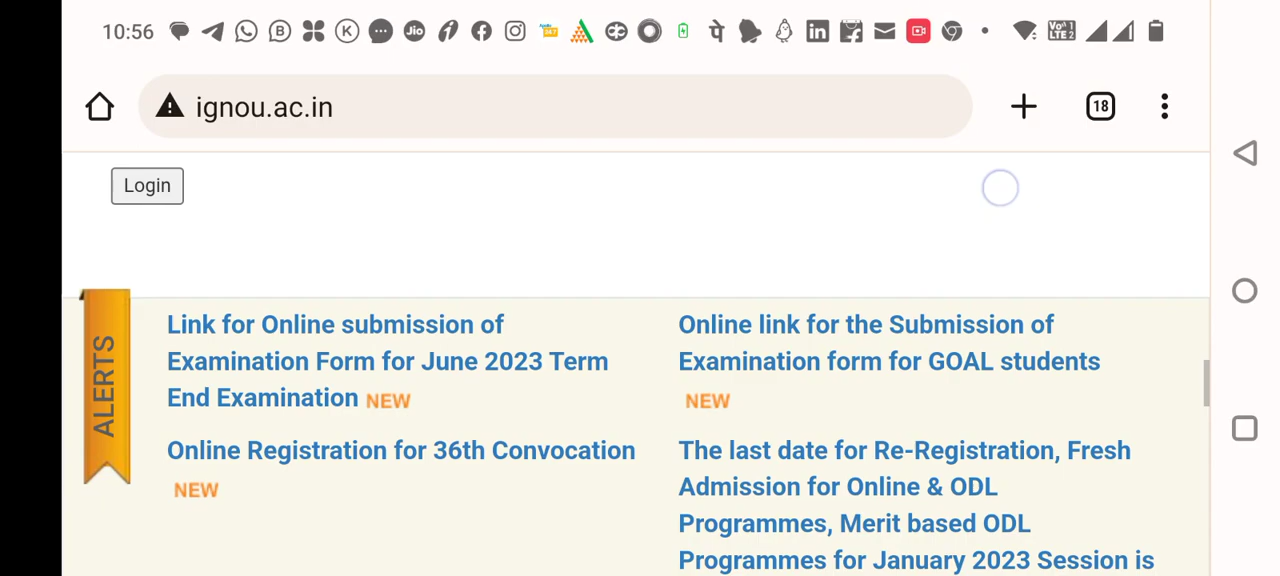 10:56
ignou.ac.in
18
Login
ALERTS
Link for Online submission of
Examination Form for June 2023 Term
End Examination NEW
Online Registration for 36th Convocation
NEW
Online link for the Submission of
Examination form for GOAL students
NEW
The last date for Re-Registration, Fresh
Admission for Online & ODL
Programmes, Merit based ODL
Programmes for January 2023 Session is